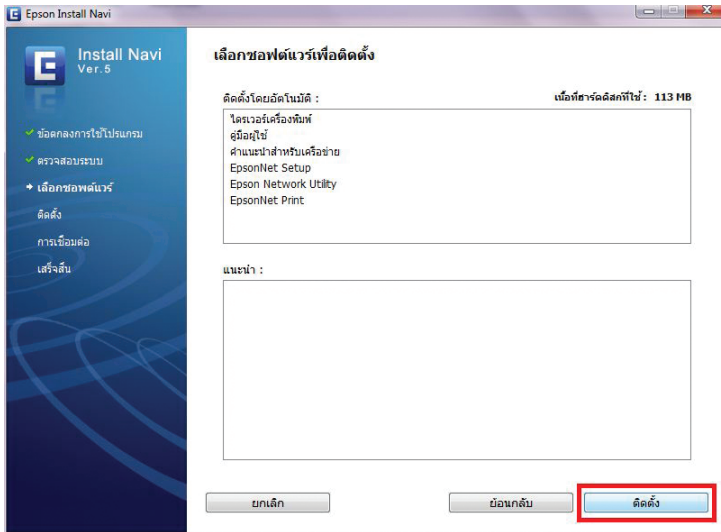 Epson Install Navi
Install Navi
Ver.5
ข้อตกลงการใช้โปรแกรม
ตรวจสอบระบบ
เลือกซอฟต์แวร์
ติดตั้ง
การเชื่อมต่อ
เสร็จสิ้น
เลือกซอฟต์แวร์เพื่อติดตั้ง
ติดตั้งโดยอัตโนมัติ : เนื้อที่ฮาร์ดดิสก์ที่ใช้ : 113 MB
ไดรเวอร์เครื่องพิมพ์
คู่มือผู้ใช้
คำแนะนำสำหรับเครือข่าย
EpsonNet Setup
Epson Network Utility
EpsonNet Print
แนะนำ :
ยกเลิก ย้อนกลับ ติดตั้ง